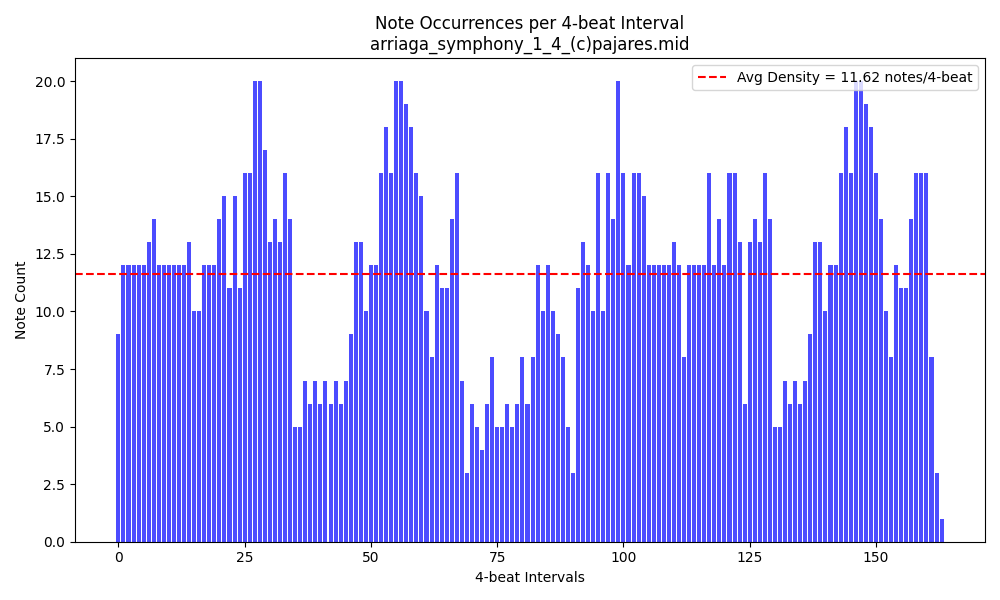 Note Occurrences per 4-beat Interval
arriaga_symphony_1_4_(c)pajares.mid
Avg Density = 11.62 notes/4-beat
Note Count
20.0
17.5
15.0
12.5
10.0
7.5
5.0
2.5
0.0
0 25 50 75 100 125 150
4-beat Intervals